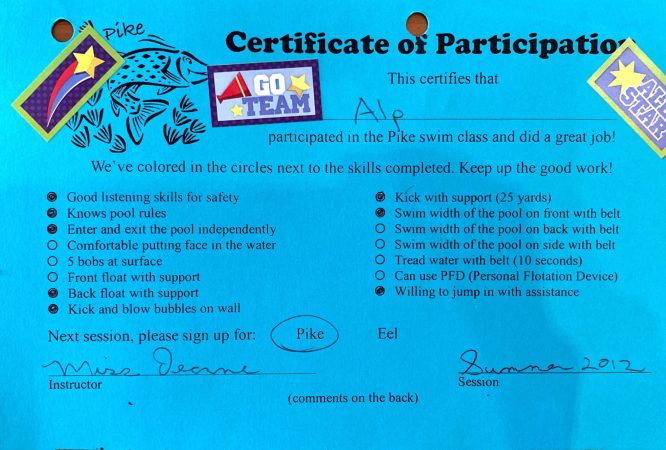 Pike
Certificate of Participation
This certifies that
GO
TEAM
ALL
STAR
Alp
participated in the Pike swim class and did a great job!
We've colored in the circles next to the skills completed. Keep up the good work!
Good listening skills for safety
Knows pool rules
Enter and exit the pool independently
Comfortable putting face in the water
5 bobs at surface
Front float with support
Back float with support
Kick and blow bubbles on wall
Kick with support (25 yards)
Swim width of the pool on front with belt
Swim width of the pool on back with belt
Swim width of the pool on side with belt
Tread water with belt (10 seconds)
Can use PFD (Personal Flotation Device)
Willing to jump in with assistance
Next session, please sign up for: Pike Eel
Miss
Summer 2012
Instructor
Session
(comments on the back)